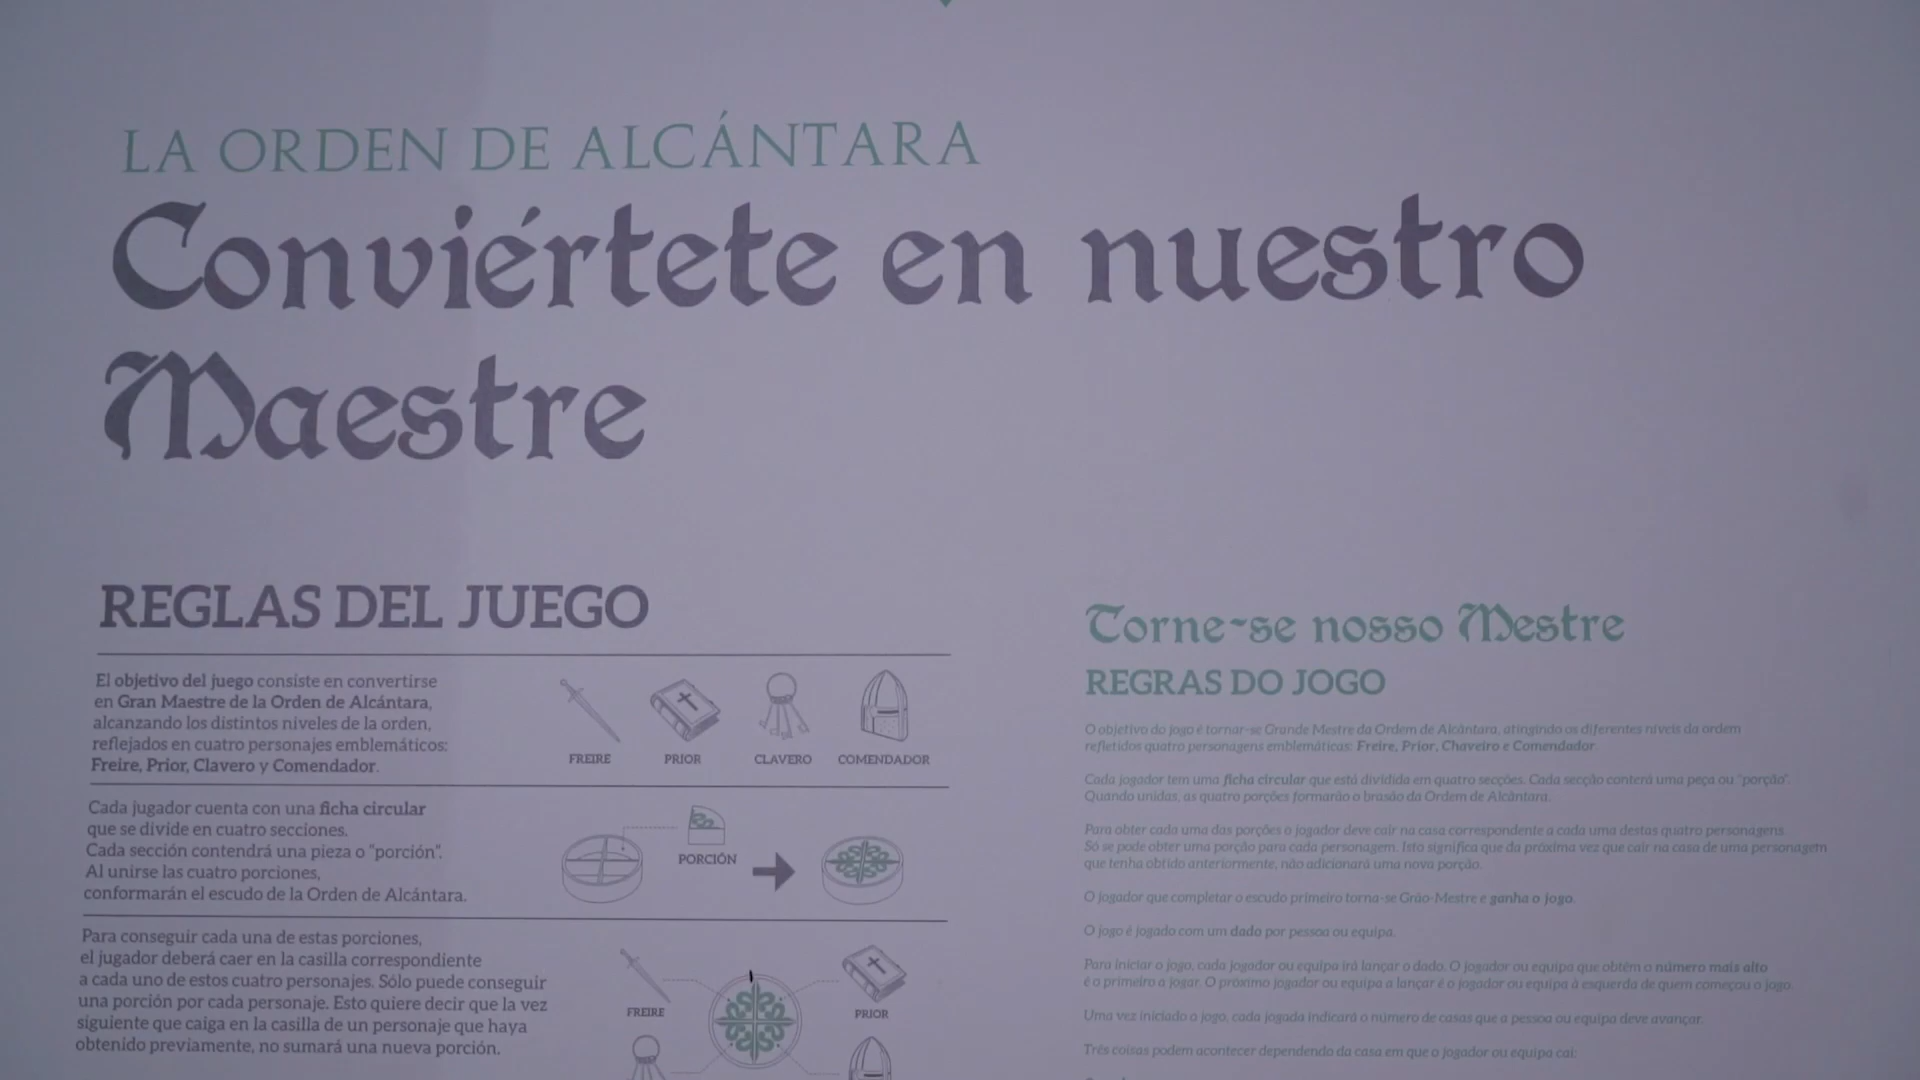 LA ORDEN DE ALCÁNTARA
Conviértete en nuestro
Maestre
REGLAS DEL JUEGO
El objetivo del juego consiste en convertirse
en Gran Maestre de la Orden de Alcántara,
alcanzando los distintos niveles de la orden,
reflejados en cuatro personajes emblemáticos:
Freire, Prior, Clavero y Comendador.
FREIRE
PRIOR
CLAVERO
COMENDADOR
Cada jugador cuenta con una ficha circular
que se divide en cuatro secciones.
Cada sección contendrá una pieza o "porción".
Al unirse las cuatro porciones,
conformarán el escudo de la Orden de Alcántara.
PORCIÓN
Para conseguir cada una de estas porciones,
el jugador deberá caer en la casilla correspondiente
a cada uno de estos cuatro personajes. Sólo puede conseguir
una porción por cada personaje. Esto quiere decir que la vez
siguiente que caiga en la casilla de un personaje que haya
obtenido previamente, no sumará una nueva porción.
FREIRE
PRIOR
Torne-se nosso Mestre
REGRAS DO JOGO
O objetivo do jogo é tornar-se Grande Mestre da Ordem de Alcântara, atingindo os diferentes níveis da ordem
refletidos quatro personagens emblemáticas: Freire, Prior, Chaveiro e Comendador
Cada jogador tem uma ficha circular que está dividida em quatro secções. Cada secção conterá uma peça ou "porção".
Quando unidas, as quatro porções formarão o brasão da Ordem de Alcântara.
Para obter cada uma das porções o jogador deve cair na casa correspondente a cada uma destas quatro personagens.
Só se pode obter uma porção para cada personagem. Isto significa que da próxima vez que cair na casa de uma personagem
que tenha obtido anteriormente, não adicionará uma nova porção.
O jogador que completar o escudo primeiro torna-se Grão-Mestre e ganha o jogo.
O jogo é jogado com um dado por pessoa ou equipa.
Para iniciar o jogo, cada jogador ou equipa irá lançar o dado. O jogador ou equipa que obtém o número mais alto
é o primeiro a jogar. O próximo jogador ou equipa a lançar é o jogador ou equipa à esquerda de quem começou o jogo.
Uma vez iniciado o jogo, cada jogada indicará o número de casas que a pessoa ou equipa deve avançar.
Três coisas podem acontecer dependendo da casa em que o jogador ou equipa cai: